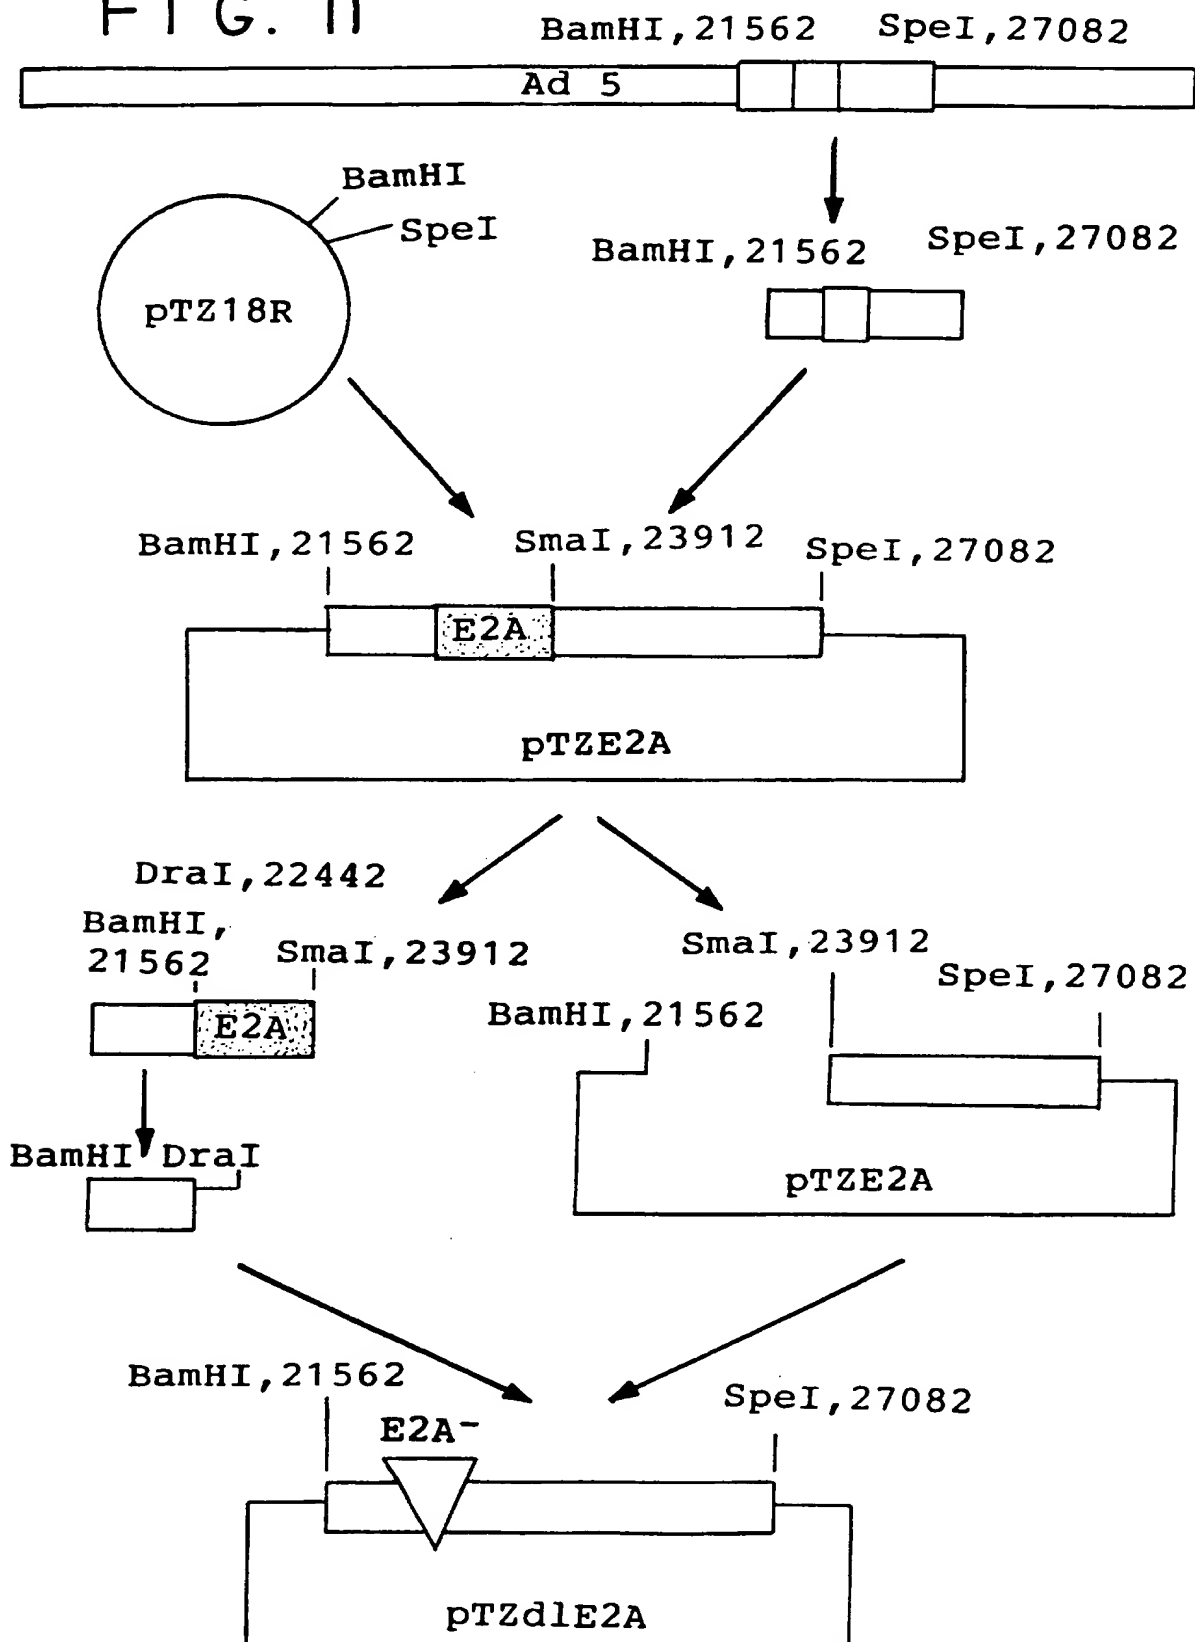 FIG. 11
BamHI,21562 SpeI,27082
Ad 5
BamHI
SpeI
pTZ18R
BamHI,21562 SpeI,27082
BamHI,21562 SmaI,23912 SpeI,27082
E2A
pTZE2A
DraI,22442
BamHI,
21562
SmaI,23912
E2A
SmaI,23912
SpeI,27082
BamHI,21562
BamHI DraI
pTZE2A
BamHI,21562 SpeI,27082
E2A-
pTZdlE2A